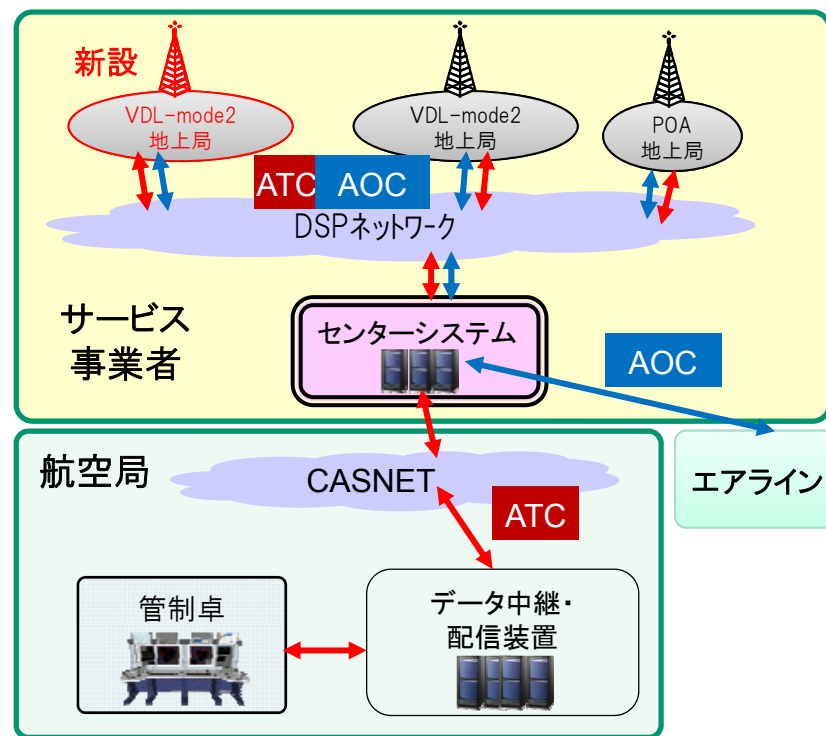 新設
VDL-mode2
地上局
VDL-mode2
地上局
POA
地上局
ATC
AOC
DSPネットワーク
サービス
事業者
センターシステム
AOC
エアライン
航空局
CASNET
ATC
管制卓
データ中継・
配信装置